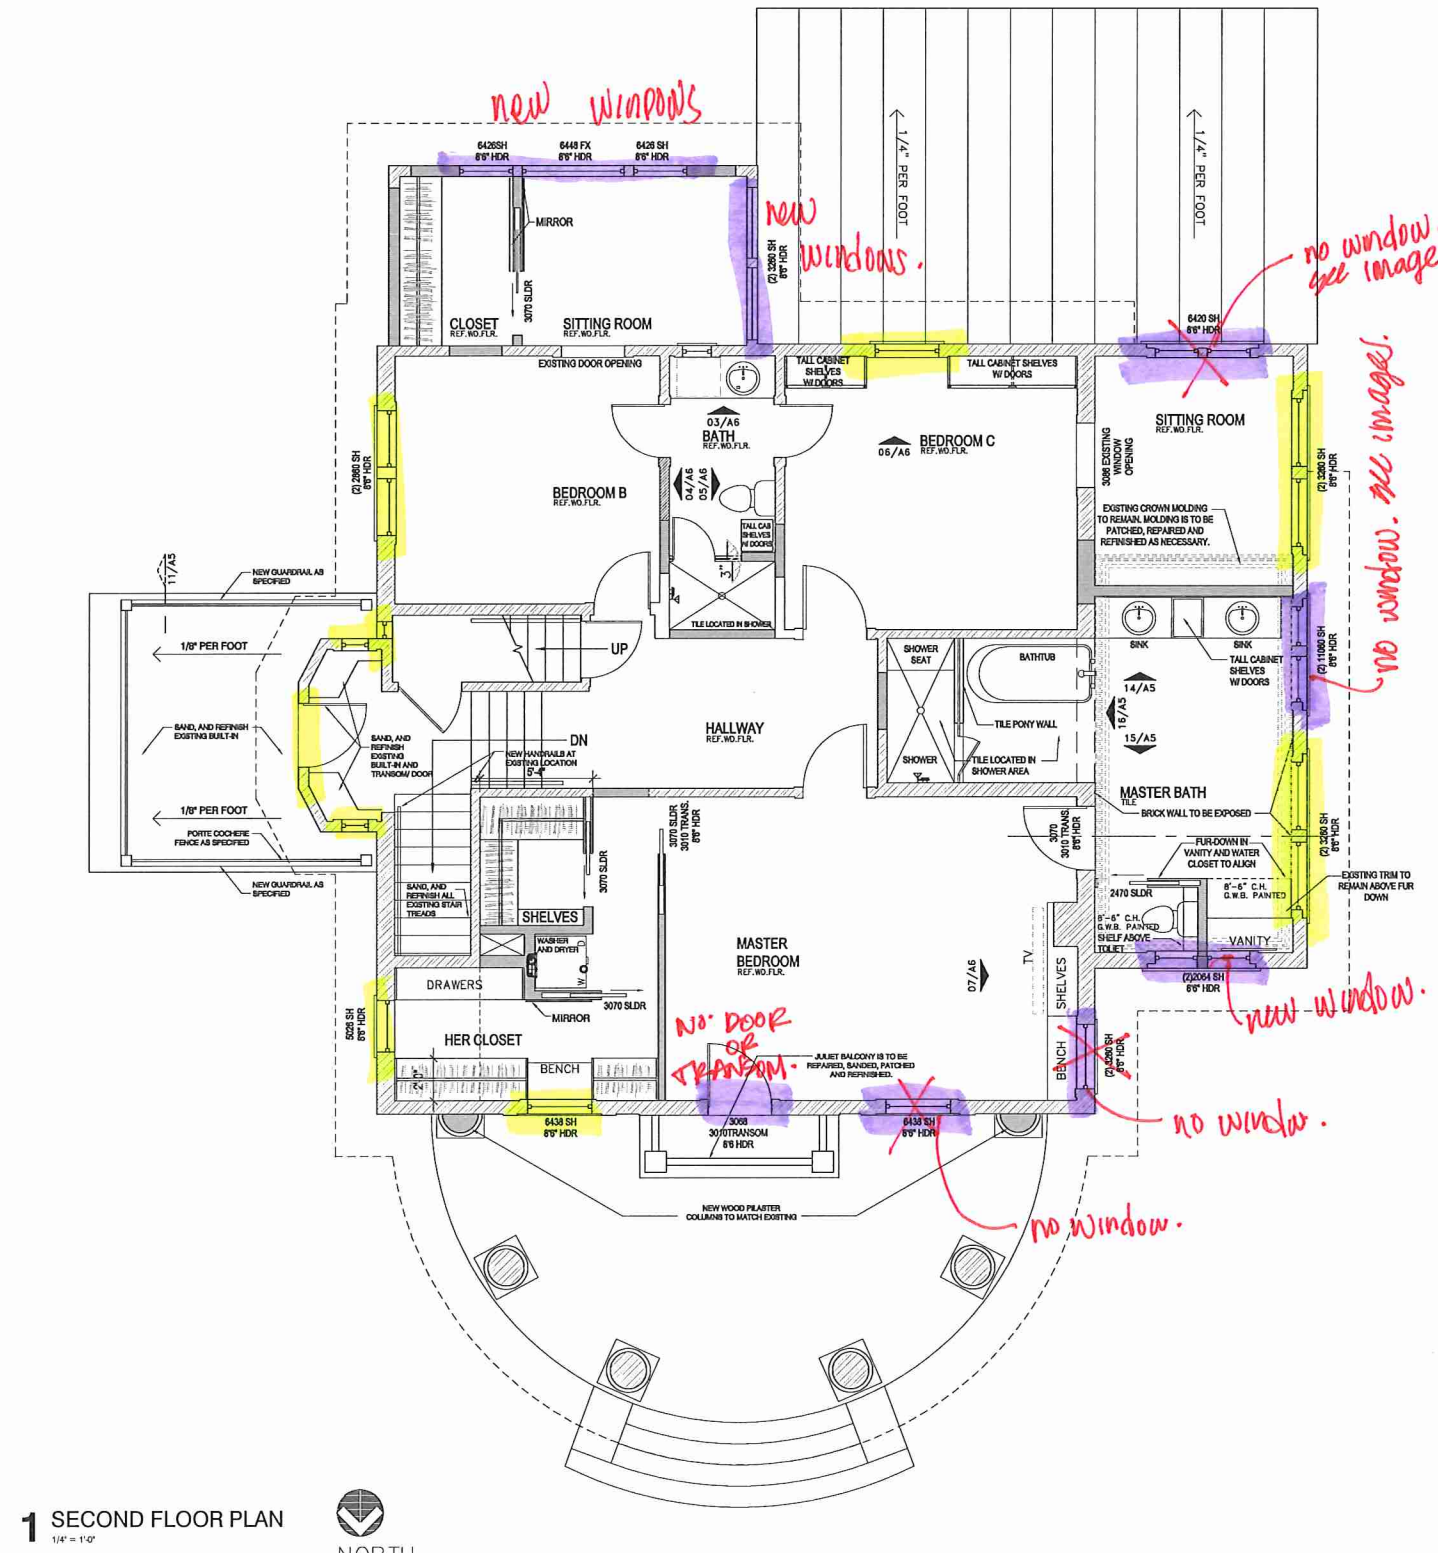 new WINDOWS
6426SH
8'6" HDR
6448 FX
8'6" HDR
6426 SH
8'6" HDR
1/4" PER FOOT
1/4" PER FOOT
MIRROR
new
windows.
(2) 3260 SH
8'6" HDR
no window.
see image
3070 SLDR
CLOSET
REF.WD.FLR.
SITTING ROOM
REF.WD.FLR.
6420 SH
8'6" HDR
EXISTING DOOR OPENING
TALL CABINET
SHELVES
W/ DOORS
TALL CABINET SHELVES
W/ DOORS
03/A6
BATH
REF.WD.FLR.
06/A6
BEDROOM C
REF.WD.FLR.
SITTING ROOM
REF.WD.FLR.
3086 EXISTING
WINDOW
OPENING
(2) 3260 SH
8'6" HDR
no window. see images.
(2) 2860 SH
8'6" HDR
BEDROOM B
REF.WD.FLR.
04/A6
05/A6
TALL CAB
SHELVES
W/ DOORS
EXISTING CROWN MOLDING
TO REMAIN. MOLDING IS TO BE
PATCHED, REPAIRED AND
REFINISHED AS NECESSARY.
11/A5
NEW GUARDRAIL AS
SPECIFIED
3"
TILE LOCATED IN SHOWER
1/8" PER FOOT
UP
SHOWER
SEAT
BATHTUB
SINK
SINK
TALL CABINET
SHELVES
W/ DOORS
(2) 11060 SH
8'6" HDR
14/A5
16/A5
15/A5
SAND, AND REFINISH
EXISTING BUILT-IN
SAND, AND
REFINISH
EXISTING
BUILT-IN AND
TRANSOM/ DOOR
DN
NEW HANDRAILS AT
EXISTING LOCATION
HALLWAY
REF.WD.FLR.
TILE PONY WALL
SHOWER
TILE LOCATED IN
SHOWER AREA
1/8" PER FOOT
PORTE COCHERE
FENCE AS SPECIFIED
NEW GUARDRAIL AS
SPECIFIED
MASTER BATH
TILE
BRICK WALL TO BE EXPOSED
3070 SLDR
3010 TRANS.
8'6" HDR
3070
3010 TRANS.
8'6" HDR
FUR-DOWN IN
VANITY AND WATER
CLOSET TO ALIGN
(2) 3260 SH
8'6" HDR
3070 SLDR
SAND, AND
REFINISH ALL
EXISTING STAIR
TREADS
SHELVES
2470 SLDR
8'-6" C.H.
G.W.B. PAINTED
EXISTING TRIM TO
REMAIN ABOVE FUR
DOWN
8'-6" C.H.
G.W.B. PAINTED
SHELF ABOVE
TOLIET
VANITY
WASHER
AND DRYER
D
W
MASTER
BEDROOM
REF.WD.FLR.
07/A6
TV
SHELVES
DRAWERS
3070 SLDR
MIRROR
(2)2064 SH
8'6" HDR
new window.
5026 SH
8'6" HDR
HER CLOSET
NO DOOR
OR
TRANSOM.
JULIET BALCONY IS TO BE
REPAIRED, SANDED, PATCHED
AND REFINISHED.
BENCH
(2) 3260 SH
8'6" HDR
BENCH
6438 SH
8'6" HDR
3068
3010TRANSOM
8'6 HDR
6438 SH
8'6" HDR
no window.
NEW WOOD PILASTER
COLUMNS TO MATCH EXISTING
no window.
1 SECOND FLOOR PLAN
1/4" = 1'-0"
NORTH